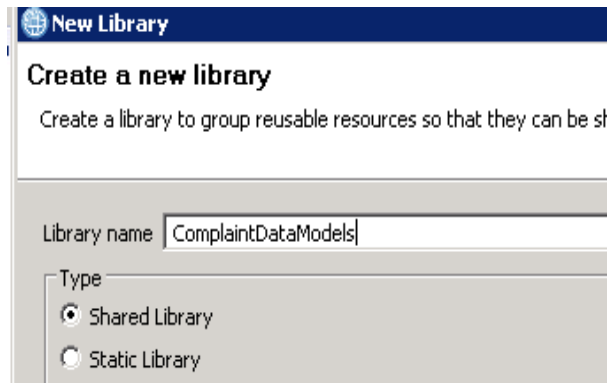 New Library
Create a new library
Create a library to group reusable resources so that they can be
Library name ComplaintDataModels
Type
Shared Library
Static Library